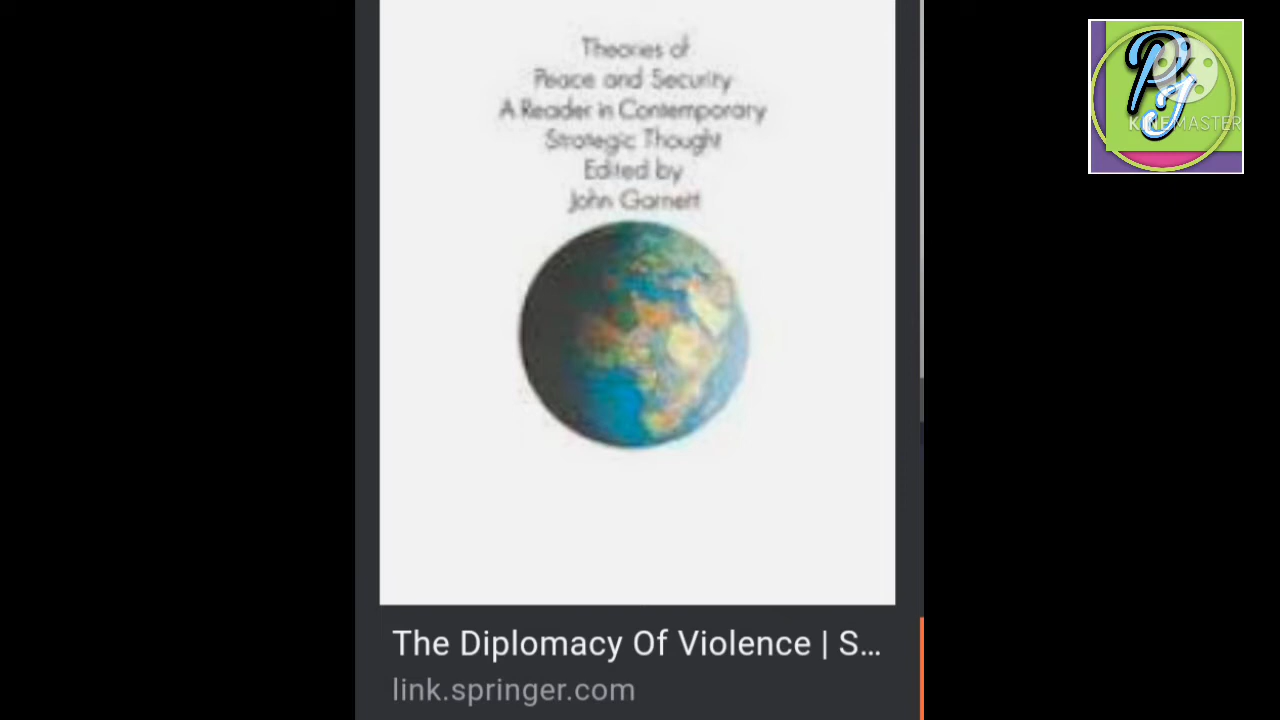 Theories of
Peace and Security
A Reader in Contemporary
Strategic Thought
Edited by
John Garnett
KINEMASTER
The Diplomacy Of Violence | S...
link.springer.com